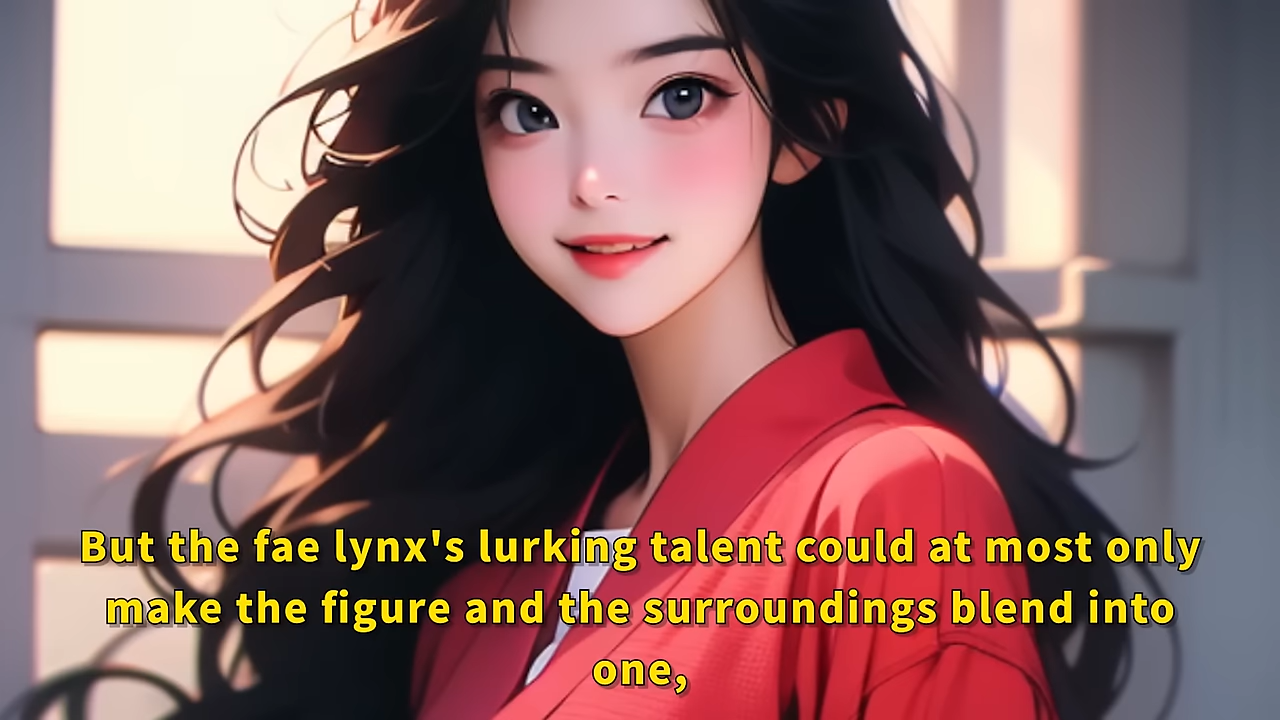 But the fae lynx's lurking talent could at most only
make the figure and the surroundings blend into
one,